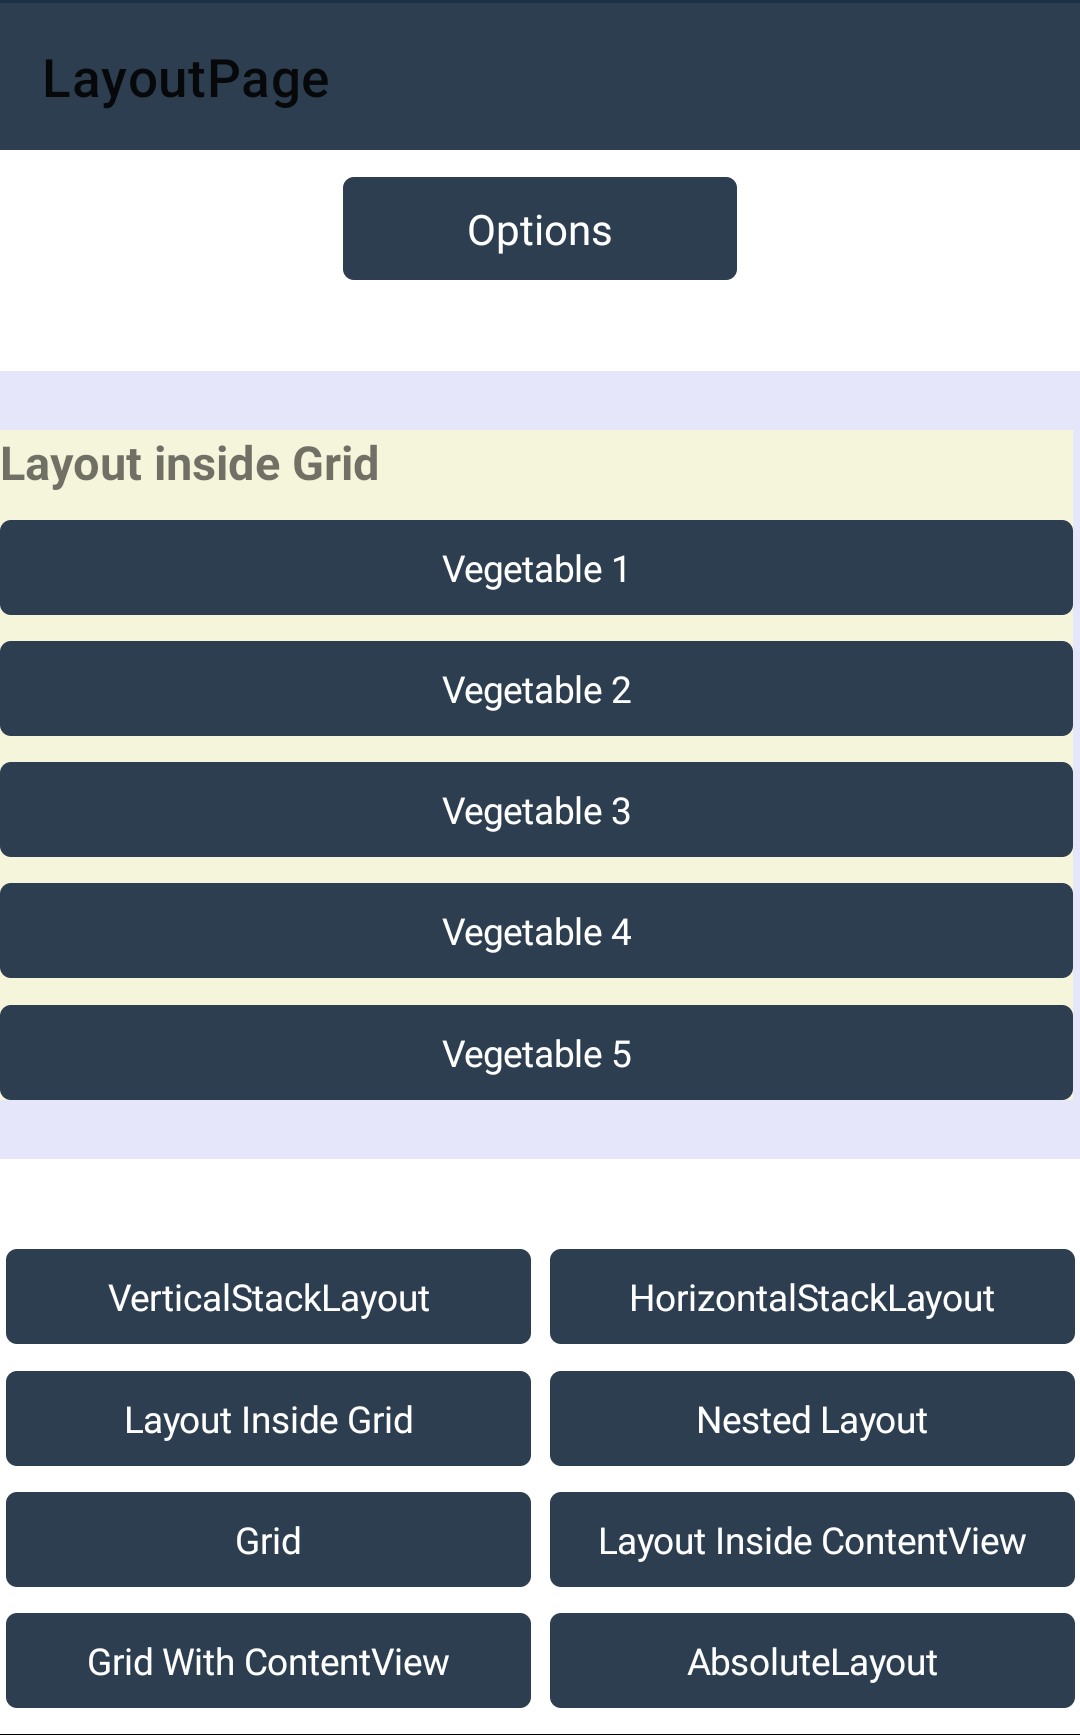 LayoutPage
Options
Layout inside Grid
Vegetable 1
Vegetable 2
Vegetable 3
Vegetable 4
Vegetable 5
VerticalStackLayout
HorizontalStackLayout
Layout Inside Grid
Nested Layout
Grid
Layout Inside ContentView
Grid With ContentView
AbsoluteLayout